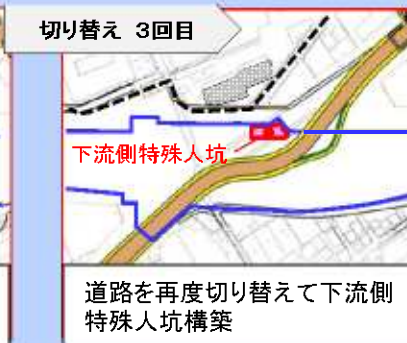 切り替え 3回目
下流側特殊人坑
道路を再度切り替えて下流側
特殊人坑構築